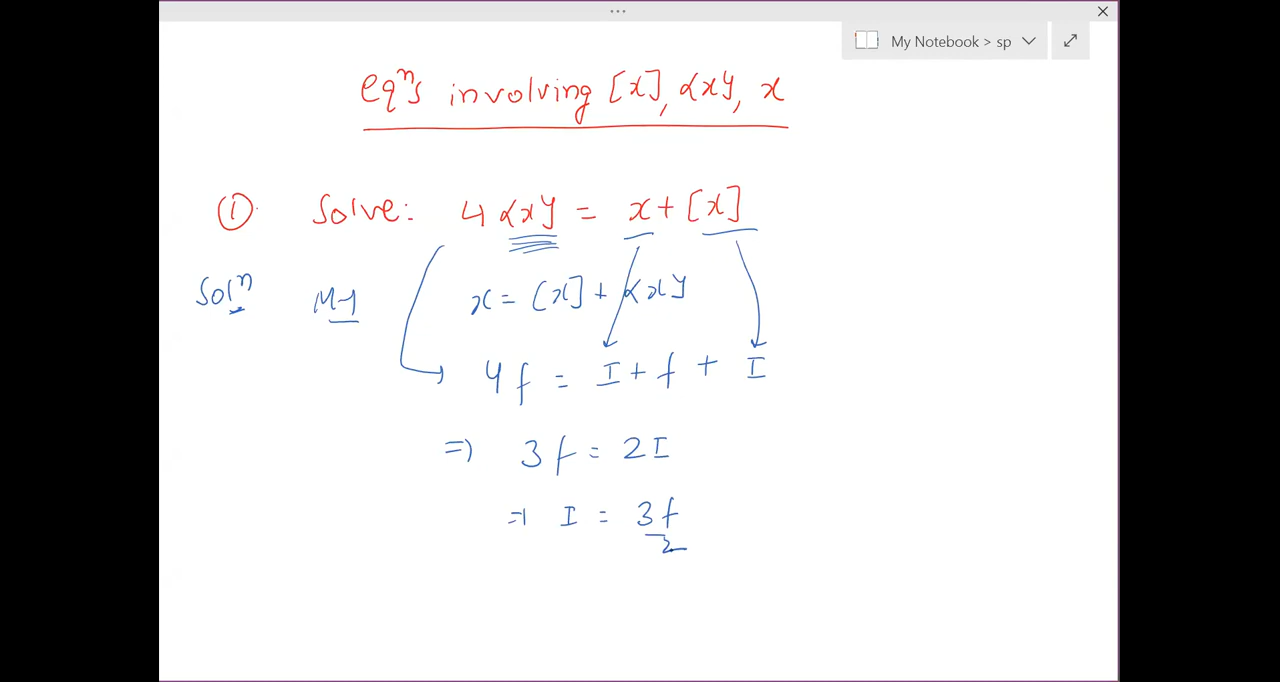 My Notebook > sp
eqⁿs involving [x], {x}, x
① Solve: 4{x} = x + [x]
Solⁿ M-1 x = [x] + {x}
4f = I + f + I
=> 3f = 2I
=> I = 3f/2